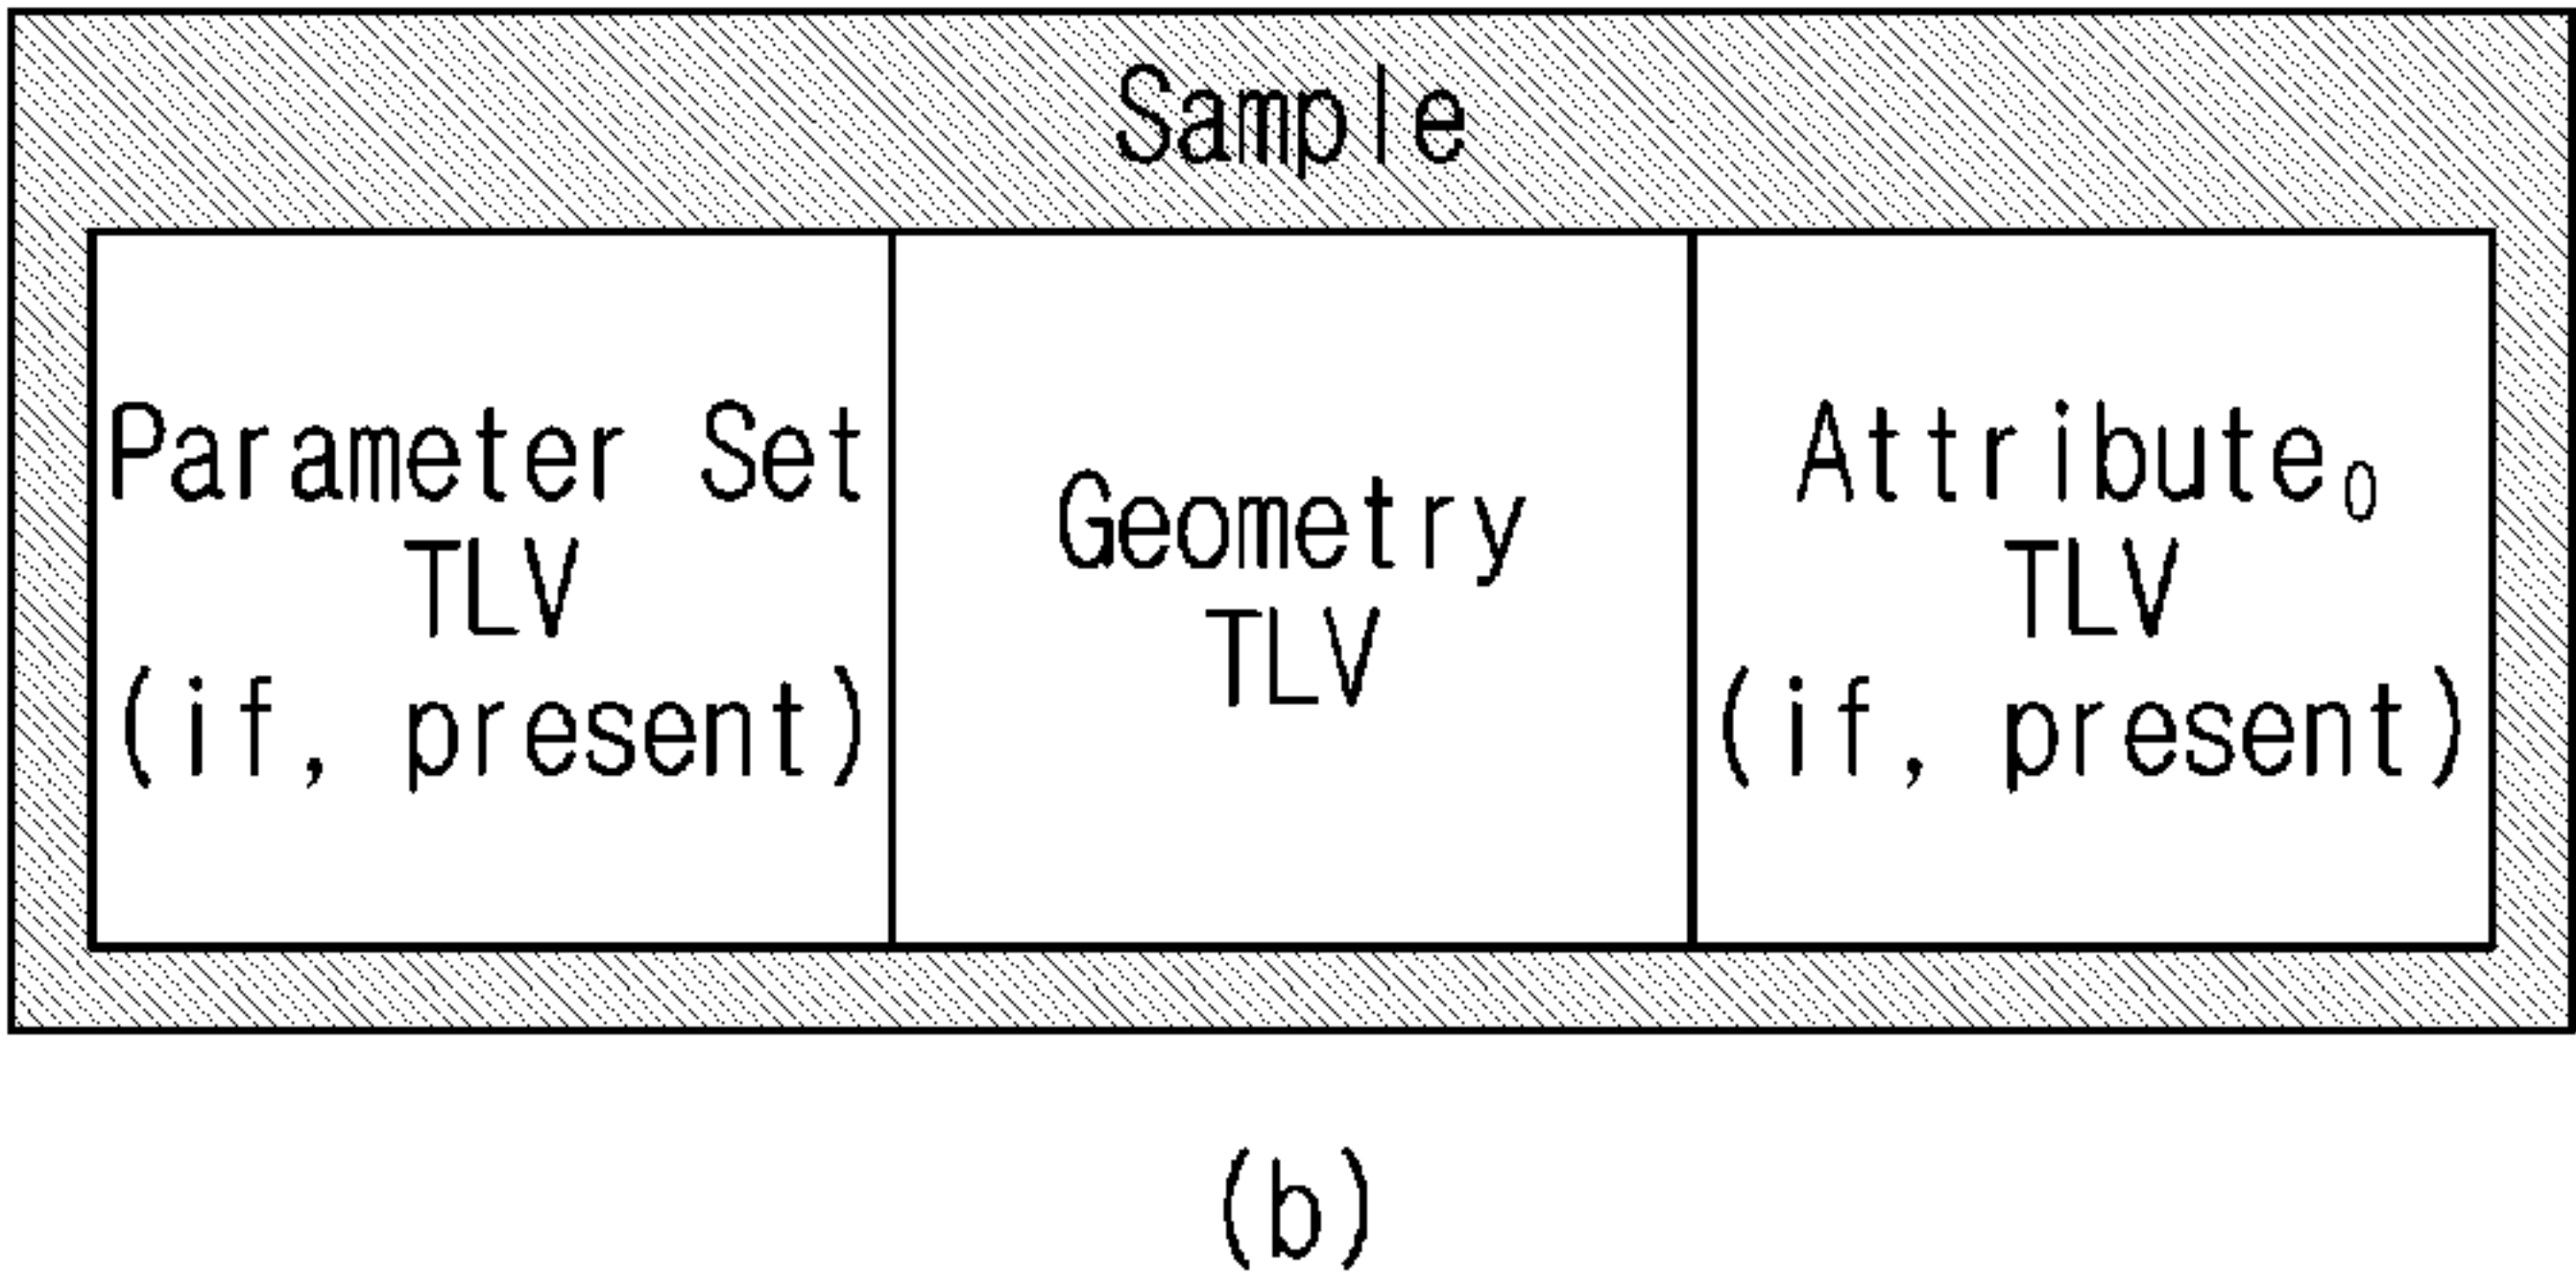 Sample
Parameter Set
TLV
(if, present)
Geometry
TLV
Attribute₀
TLV
(if, present)
(b)